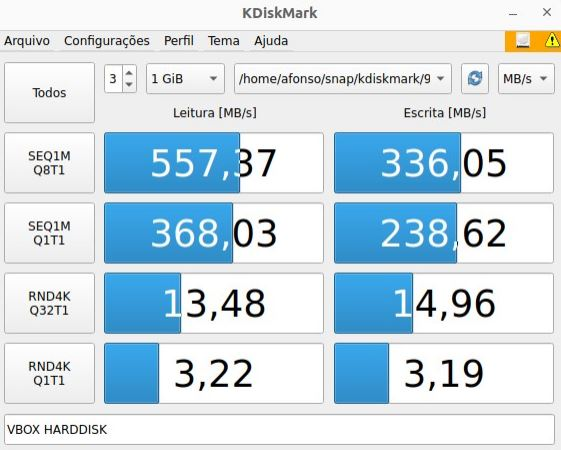 KDiskMark
Arquivo Configurações Perfil Tema Ajuda
Todos
3 1 GiB /home/afonso/snap/kdiskmark/9 MB/s
Leitura [MB/s] Escrita [MB/s]
SEQ1M
Q8T1
557,37 336,05
SEQ1M
Q1T1
368,03 238,62
RND4K
Q32T1
13,48 14,96
RND4K
Q1T1
3,22 3,19
VBOX HARDDISK